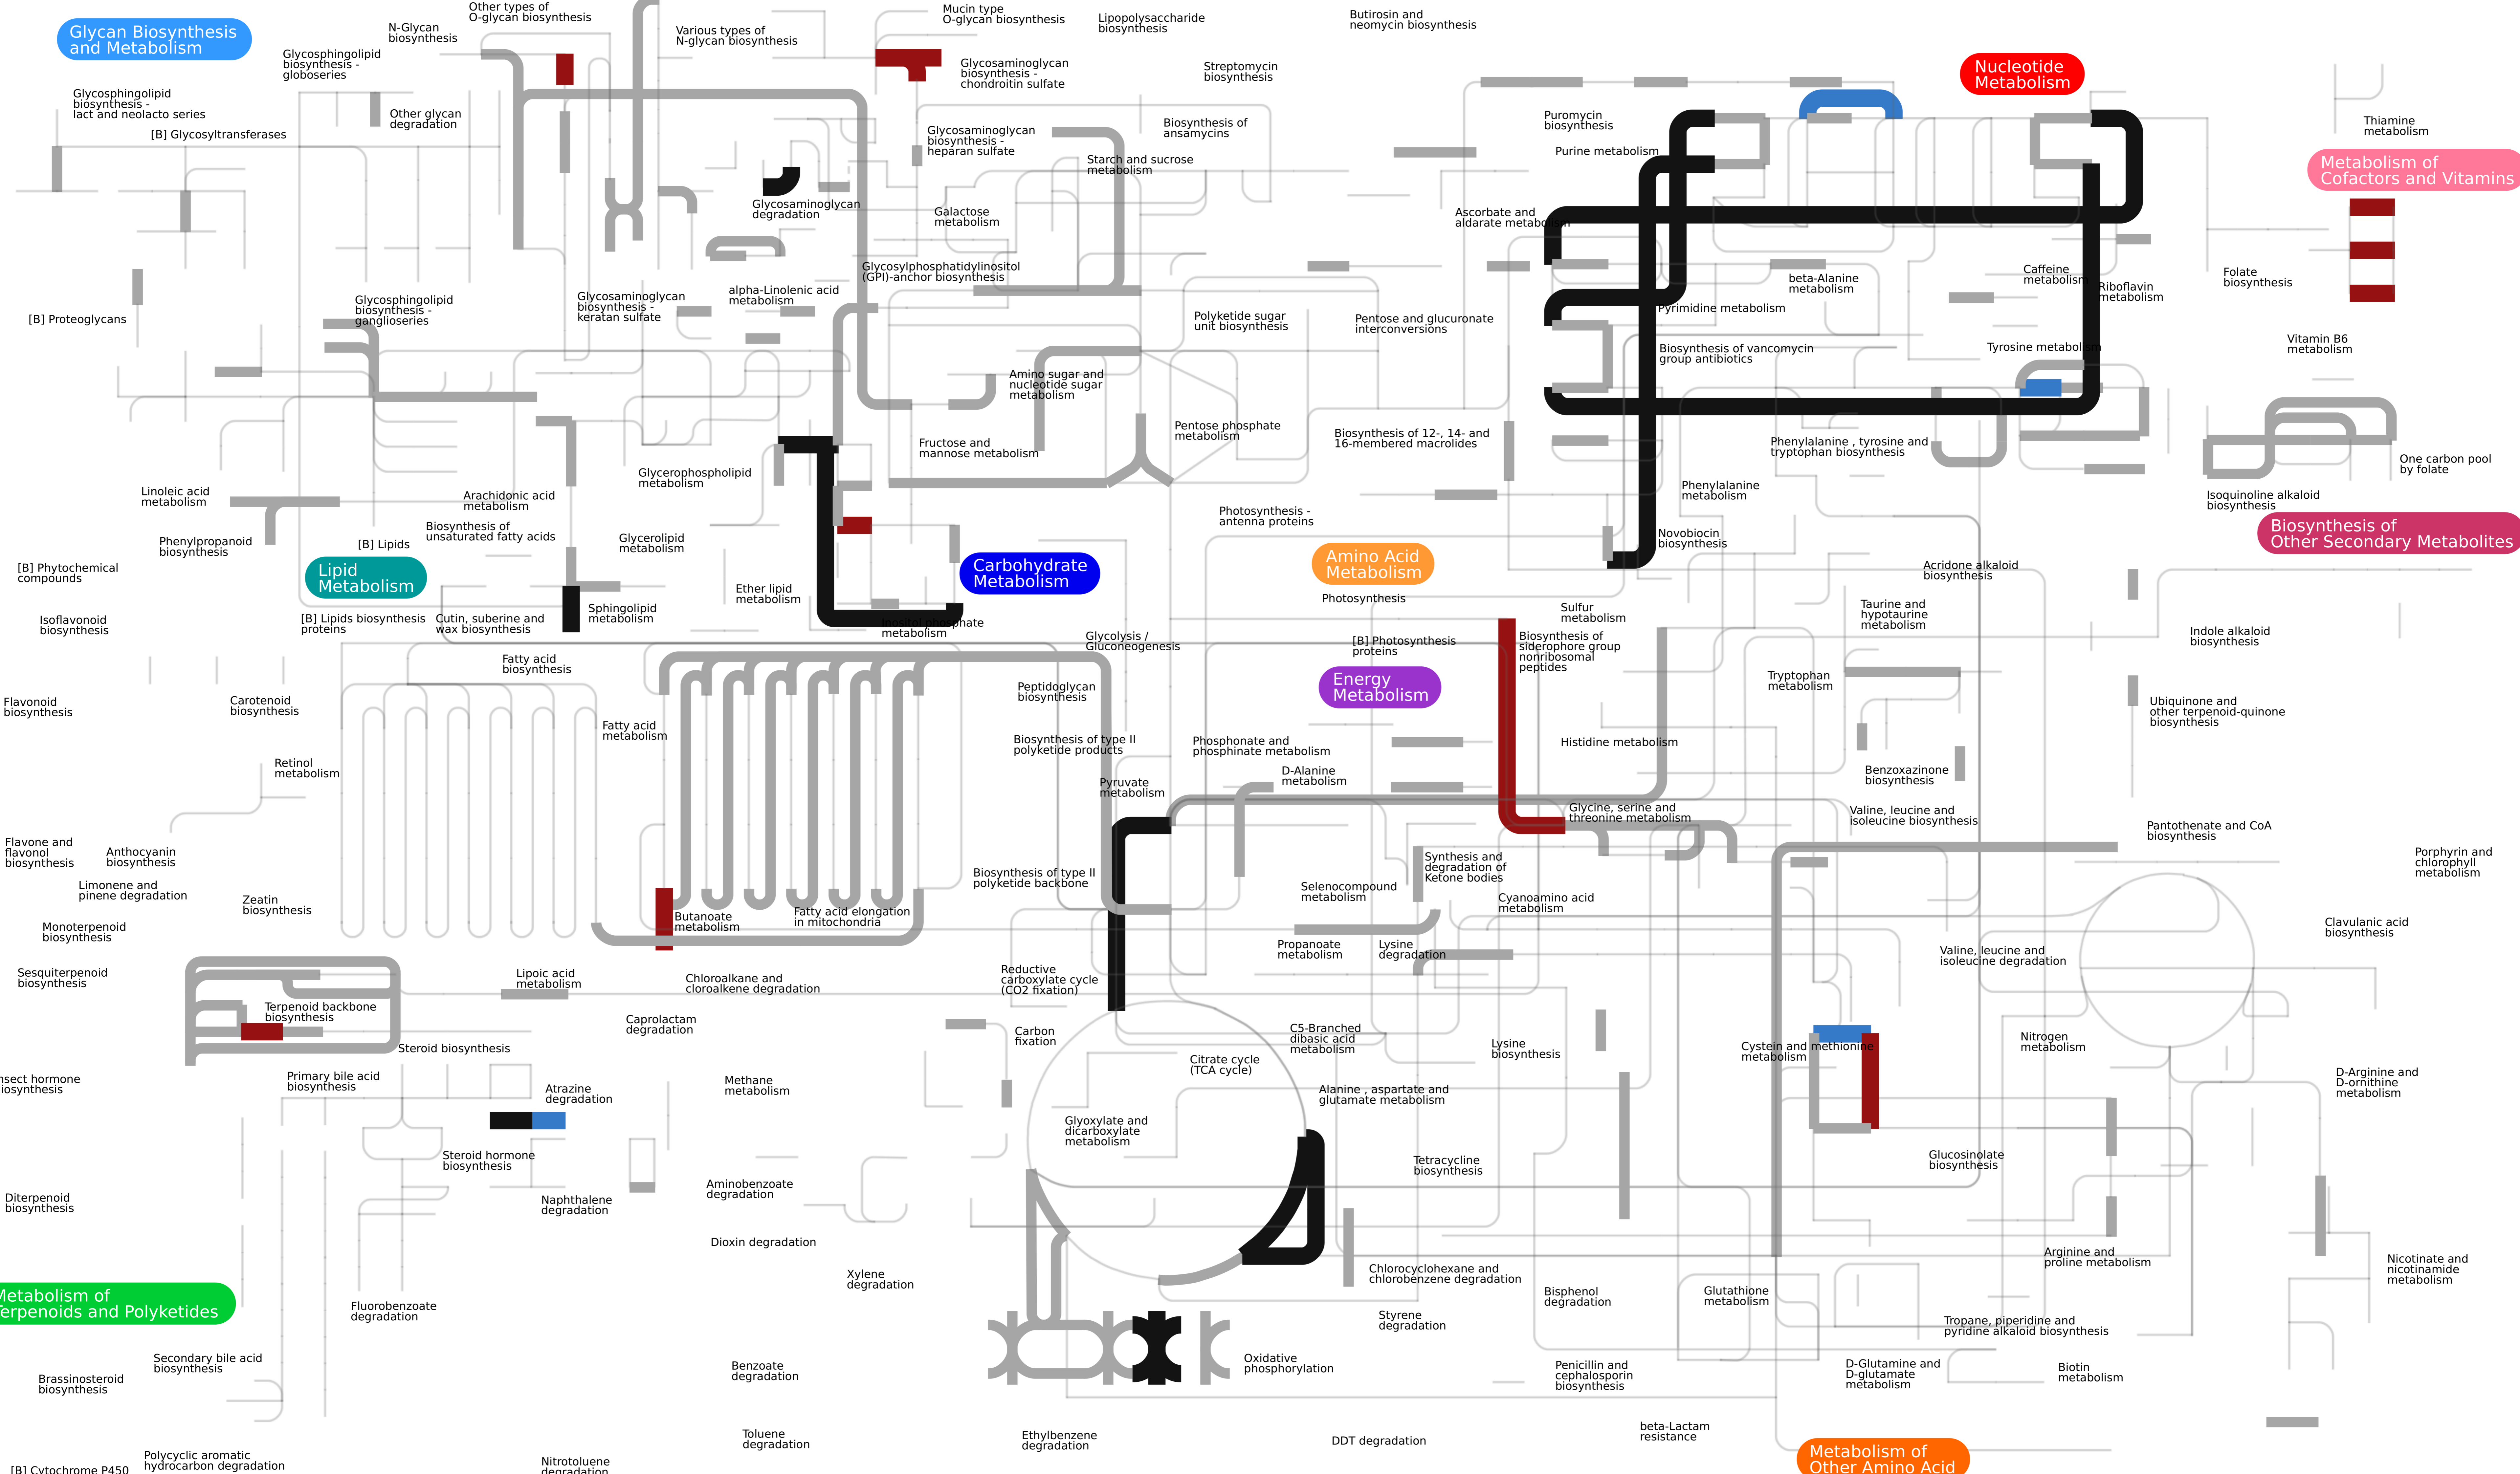 Glycan Biosynthesis
and Metabolism
Other types of
O-glycan biosynthesis
N-Glycan
biosynthesis
Various types of
N-glycan biosynthesis
Mucin type
O-glycan biosynthesis
Lipopolysaccharide
biosynthesis
Butirosin and
neomycin biosynthesis
Glycosphingolipid
biosynthesis -
globoseries
Glycosaminoglycan
biosynthesis -
chondroitin sulfate
Streptomycin
biosynthesis
Nucleotide
Metabolism
Glycosphingolipid
biosynthesis -
lact and neolacto series
Other glycan
degradation
[B] Glycosyltransferases
Glycosaminoglycan
biosynthesis -
heparan sulfate
Biosynthesis of
ansamycins
Puromycin
biosynthesis
Thiamine
metabolism
Starch and sucrose
metabolism
Purine metabolism
Metabolism of
Cofactors and Vitamins
Glycosaminoglycan
degradation
Galactose
metabolism
Ascorbate and
aldarate metabolism
Glycosylphosphatidylinositol
(GPI)-anchor biosynthesis
beta-Alanine
metabolism
Caffeine
metabolism
Riboflavin
metabolism
Folate
biosynthesis
[B] Proteoglycans
Glycosphingolipid
biosynthesis -
ganglioseries
Glycosaminoglycan
biosynthesis -
keratan sulfate
alpha-Linolenic acid
metabolism
Polyketide sugar
unit biosynthesis
Pentose and glucuronate
interconversions
Pyrimidine metabolism
Biosynthesis of vancomycin
group antibiotics
Tyrosine metabolism
Vitamin B6
metabolism
Amino sugar and
nucleotide sugar
metabolism
Fructose and
mannose metabolism
Pentose phosphate
metabolism
Biosynthesis of 12-, 14- and
16-membered macrolides
Phenylalanine , tyrosine and
tryptophan biosynthesis
One carbon pool
by folate
Linoleic acid
metabolism
Arachidonic acid
metabolism
Glycerophospholipid
metabolism
Phenylalanine
metabolism
Isoquinoline alkaloid
biosynthesis
Phenylpropanoid
biosynthesis
Biosynthesis of
unsaturated fatty acids
[B] Lipids
Glycerolipid
metabolism
Photosynthesis -
antenna proteins
Novobiocin
biosynthesis
Biosynthesis of
Other Secondary Metabolites
[B] Phytochemical
compounds
Lipid
Metabolism
Carbohydrate
Metabolism
Amino Acid
Metabolism
Acridone alkaloid
biosynthesis
Ether lipid
metabolism
Photosynthesis
Isoflavonoid
biosynthesis
[B] Lipids biosynthesis
proteins
Cutin, suberine and
wax biosynthesis
Sphingolipid
metabolism
Inositol phosphate
metabolism
Glycolysis /
Gluconeogenesis
[B] Photosynthesis
proteins
Sulfur
metabolism
Biosynthesis of
siderophore group
nonribosomal
peptides
Taurine and
hypotaurine
metabolism
Indole alkaloid
biosynthesis
Fatty acid
biosynthesis
Energy
Metabolism
Tryptophan
metabolism
Flavonoid
biosynthesis
Carotenoid
biosynthesis
Peptidoglycan
biosynthesis
Ubiquinone and
other terpenoid-quinone
biosynthesis
Fatty acid
metabolism
Biosynthesis of type II
polyketide products
Phosphonate and
phosphinate metabolism
Histidine metabolism
Retinol
metabolism
Pyruvate
metabolism
D-Alanine
metabolism
Benzoxazinone
biosynthesis
Glycine, serine and
threonine metabolism
Valine, leucine and
isoleucine biosynthesis
Pantothenate and CoA
biosynthesis
Flavone and
flavonol
biosynthesis
Anthocyanin
biosynthesis
Synthesis and
degradation of
Ketone bodies
Porphyrin and
chlorophyll
metabolism
Limonene and
pinene degradation
Zeatin
biosynthesis
Biosynthesis of type II
polyketide backbone
Selenocompound
metabolism
Cyanoamino acid
metabolism
Monoterpenoid
biosynthesis
Butanoate
metabolism
Fatty acid elongation
in mitochondria
Clavulanic acid
biosynthesis
Propanoate
metabolism
Lysine
degradation
Valine, leucine and
isoleucine degradation
Sesquiterpenoid
biosynthesis
Lipoic acid
metabolism
Chloroalkane and
cloroalkene degradation
Reductive
carboxylate cycle
(CO2 fixation)
Terpenoid backbone
biosynthesis
Caprolactam
degradation
Carbon
fixation
C5-Branched
dibasic acid
metabolism
Lysine
biosynthesis
Cystein and methionine
metabolism
Nitrogen
metabolism
Steroid biosynthesis
Citrate cycle
(TCA cycle)
nsect hormone
iosynthesis
Primary bile acid
biosynthesis
Atrazine
degradation
Methane
metabolism
Alanine , aspartate and
glutamate metabolism
D-Arginine and
D-ornithine
metabolism
Glyoxylate and
dicarboxylate
metabolism
Steroid hormone
biosynthesis
Tetracycline
biosynthesis
Glucosinolate
biosynthesis
Diterpenoid
biosynthesis
Naphthalene
degradation
Aminobenzoate
degradation
Dioxin degradation
Xylene
degradation
Chlorocyclohexane and
chlorobenzene degradation
Arginine and
proline metabolism
Nicotinate and
nicotinamide
metabolism
Metabolism of
Terpenoids and Polyketides
Fluorobenzoate
degradation
Bisphenol
degradation
Glutathione
metabolism
Styrene
degradation
Tropane, piperidine and
pyridine alkaloid biosynthesis
Secondary bile acid
biosynthesis
Brassinosteroid
biosynthesis
Benzoate
degradation
Oxidative
phosphorylation
Penicillin and
cephalosporin
biosynthesis
D-Glutamine and
D-glutamate
metabolism
Biotin
metabolism
Toluene
degradation
Ethylbenzene
degradation
DDT degradation
beta-Lactam
resistance
[B] Cytochrome P450
Polycyclic aromatic
hydrocarbon degradation
Nitrotoluene
degradation
Metabolism of
Other Amino Acid